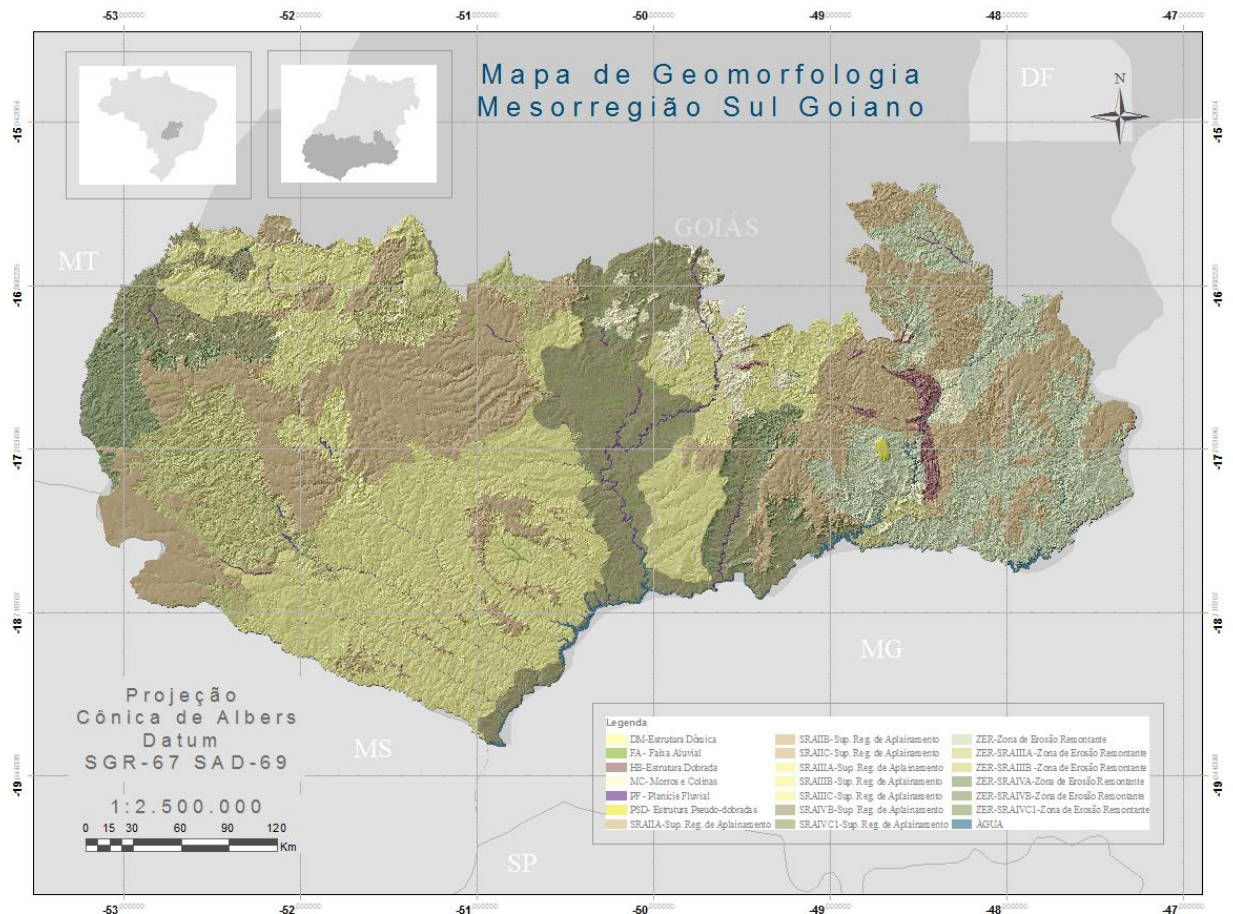 -53
-52
-51
-50
-49
-48
-47
Mapa de Geomorfologia
Mesorregião Sul Goiano
DF
N
-15
-15
GOIÁS
MT
-16
-16
-17
-17
-18
-18
MG
MS
SP
-19
-19
Projeção
Cônica de Albers
Datum
SGR-67 SAD-69
1:2.500.000
0 15 30 60 90 120
Km
Legenda
DM-Estrutura Dômica
FA - Faixa Aluvial
HB-Estrutura Dobrada
MC-Morros e Colinas
PF - Planície Fluvial
PSD- Estrutura Pseudo-dobradas
SRAIIA-Sup. Reg. de Aplainamento
SRAIIB-Sup. Reg. de Aplainamento
SRAIIC-Sup. Reg. de Aplainamento
SRAIIIA-Sup. Reg. de Aplainamento
SRAIIIB-Sup. Reg. de Aplainamento
SRAIIIC-Sup. Reg. de Aplainamento
SRAIVB-Sup. Reg. de Aplainamento
SRAIVC1-Sup. Reg. de Aplainamento
ZER-Zona de Erosão Remontante
ZER-SRAIIIA-Zona de Erosão Remontante
ZER-SRAIIIB -Zona de Erosão Remontante
ZER-SRAIVA-Zona de Erosão Remontante
ZER-SRAIVB-Zona de Erosão Remontante
ZER-SRAIVC1-Zona de Erosão Remontante
ÁGUA
-53
-52
-51
-50
-49
-48
-47